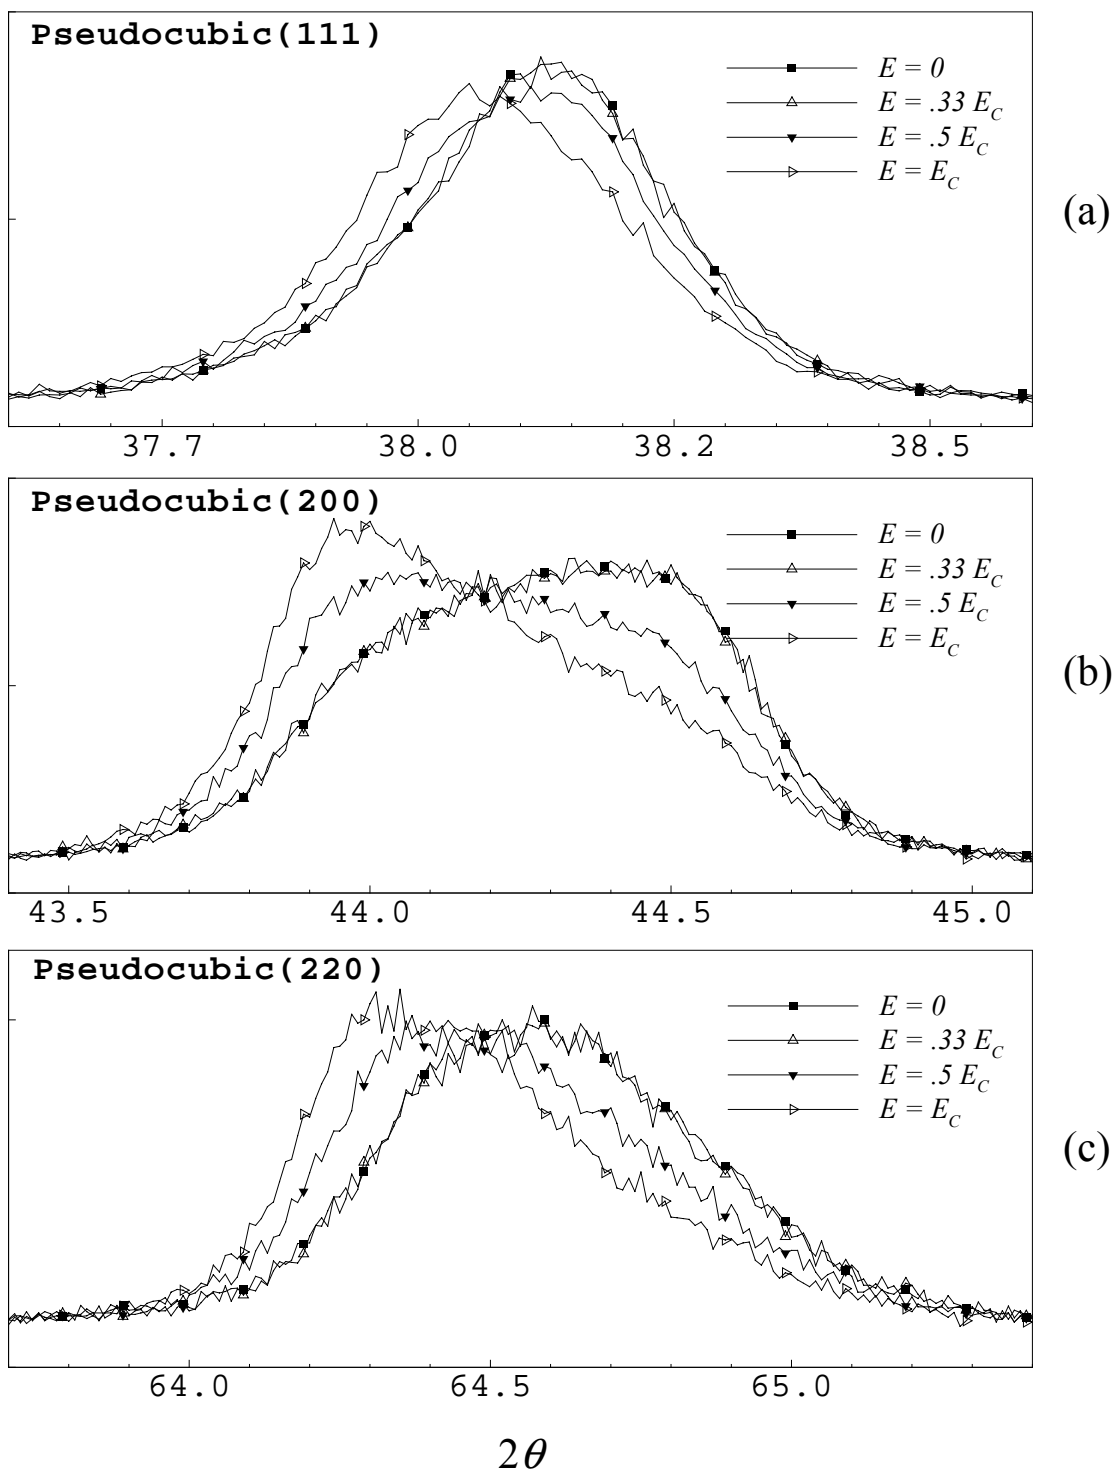 Pseudocubic(111)
E = 0
E = .33 E_C
E = .5 E_C
E = E_C
(a)
37.7 38.0 38.2 38.5
Pseudocubic(200)
E = 0
E = .33 E_C
E = .5 E_C
E = E_C
(b)
43.5 44.0 44.5 45.0
Pseudocubic(220)
E = 0
E = .33 E_C
E = .5 E_C
E = E_C
(c)
64.0 64.5 65.0
2θ